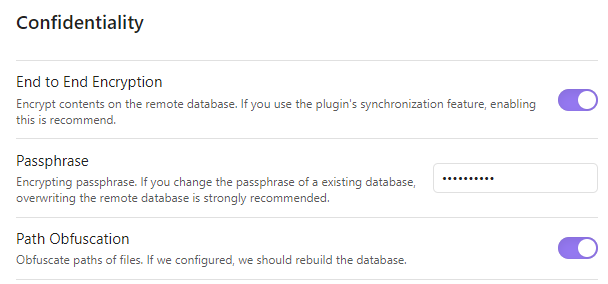 Confidentiality
End to End Encryption
Encrypt contents on the remote database. If you use the plugin's synchronization feature, enabling
this is recommend.
Passphrase
Encrypting passphrase. If you change the passphrase of a existing database,
overwriting the remote database is strongly recommended.
••••••••••
Path Obfuscation
Obfuscate paths of files. If we configured, we should rebuild the database.